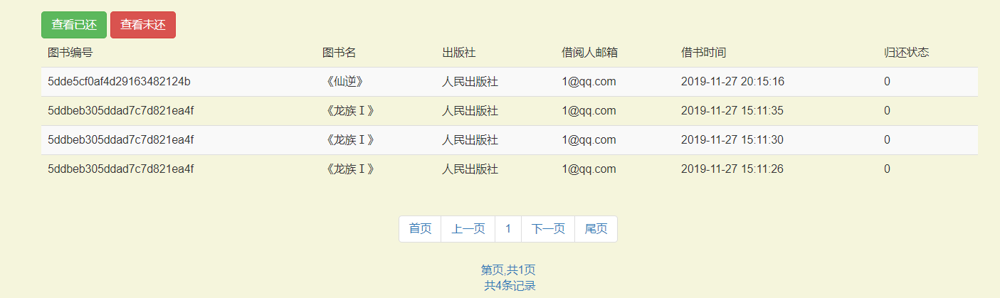 查看已还 查看未还
图书编号 图书名 出版社 借阅人邮箱 借书时间 归还状态
5dde5cf0af4d29163482124b 《仙逆》 人民出版社 1@qq.com 2019-11-27 20:15:16 0
5ddbeb305ddad7c7d821ea4f 《龙族Ⅰ》 人民出版社 1@qq.com 2019-11-27 15:11:35 0
5ddbeb305ddad7c7d821ea4f 《龙族Ⅰ》 人民出版社 1@qq.com 2019-11-27 15:11:30 0
5ddbeb305ddad7c7d821ea4f 《龙族Ⅰ》 人民出版社 1@qq.com 2019-11-27 15:11:26 0
首页 上一页 1 下一页 尾页
第页,共1页
共4条记录